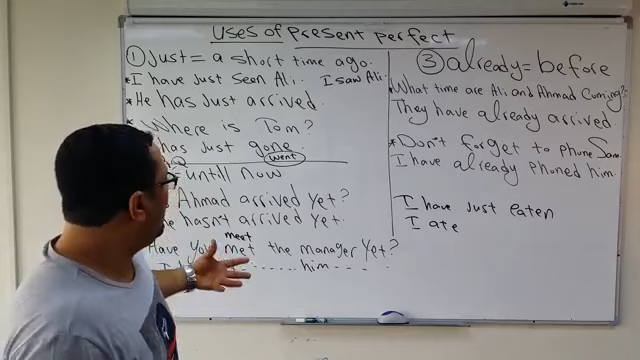 Uses of present perfect
① Just = a short time ago.
* I have just seen Ali. I saw Ali.
* He has just arrived.
* Where is Tom?
has just gone
went
untill now
Ahmad arrived yet?
hasn't arrived yet.
meet
Have you met the manager yet?
him
③ already = before
What time are Ali and Ahmad Cuming?
They have already arrived.
* Don't forget to phone Sam.
I have already phoned him.
I have just eaten
I ate